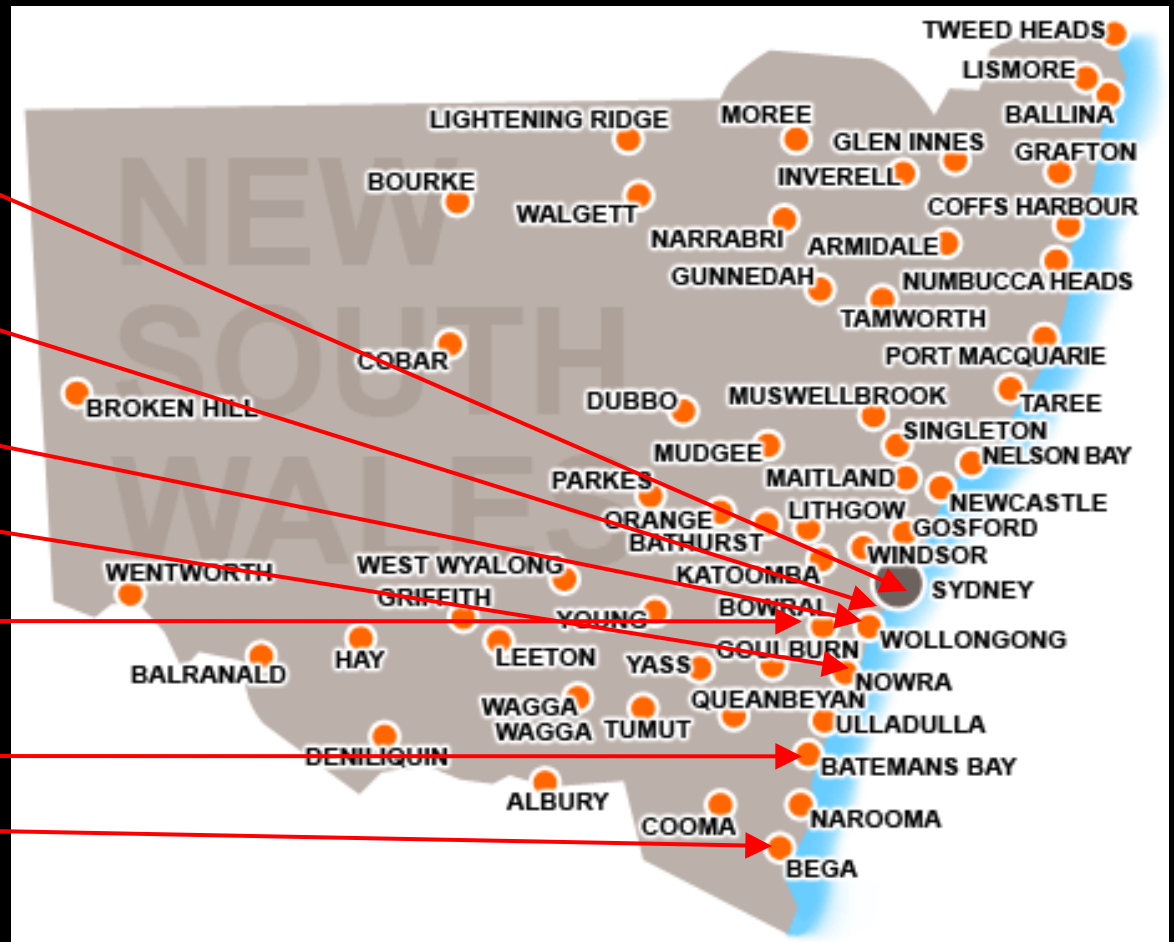 TWEED HEADS
LISMORE
BALLINA
LIGHTENING RIDGE
MOREE
GLEN INNES
GRAFTON
INVERELL
BOURKE
WALGETT
COFFS HARBOUR
NARRABRI
ARMIDALE
GUNNEDAH
NUMBUCCA HEADS
TAMWORTH
NEW
SOUTH
WALES
COBAR
PORT MACQUARIE
BROKEN HILL
DUBBO
MUSWELLBROOK
TAREE
SINGLETON
MUDGEE
NELSON BAY
PARKES
MAITLAND
NEWCASTLE
ORANGE
LITHGOW
GOSFORD
BATHURST
WINDSOR
WENTWORTH
WEST WYALONG
KATOOMBA
SYDNEY
GRIFFITH
YOUNG
BOWRAL
WOLLONGONG
BALRANALD
HAY
LEETON
YASS
GOULBURN
NOWRA
WAGGA
WAGGA
TUMUT
QUEANBEYAN
ULLADULLA
DENILIQUIN
BATEMANS BAY
ALBURY
COOMA
NAROOMA
BEGA